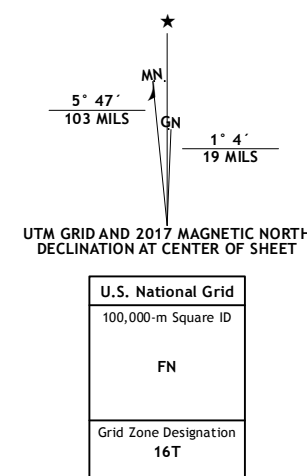 ★
MN.
GN
5° 47´
103 MILS
1° 4´
19 MILS
UTM GRID AND 2017 MAGNETIC NORTH
DECLINATION AT CENTER OF SHEET
U.S. National Grid
100,000-m Square ID
FN
Grid Zone Designation
16T